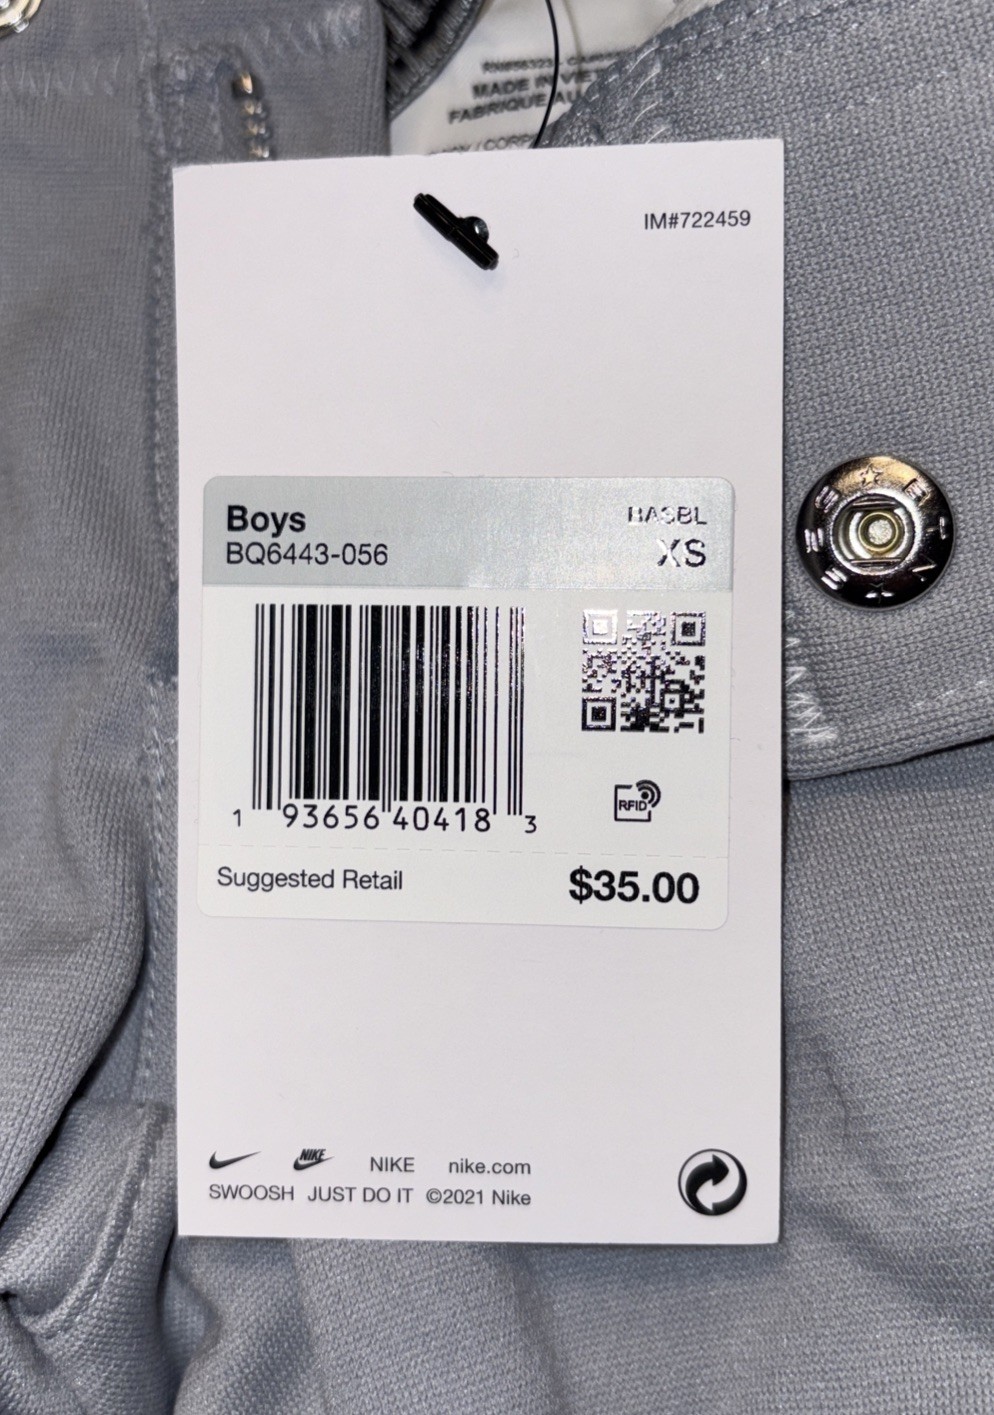 MADE IN VIET
FABRIQUE AU
IM#722459
Boys
BASBL
BQ6443-056
XS
1 93656 40418 3
RFID
Suggested Retail
$35.00
NIKE NIKE nike.com
SWOOSH JUST DO IT ©2021 Nike